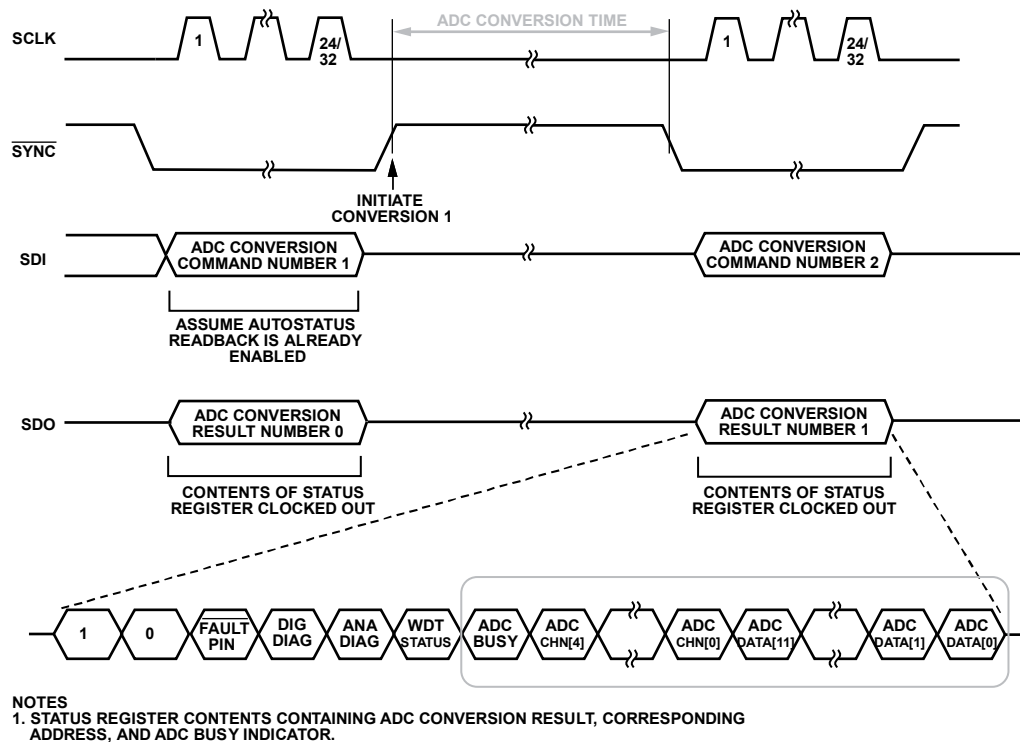 ADC CONVERSION TIME
SCLK
1
24/
32
1
24/
32
SYNC
INITIATE
CONVERSION 1
SDI
ADC CONVERSION
COMMAND NUMBER 1
ADC CONVERSION
COMMAND NUMBER 2
ASSUME AUTOSTATUS
READBACK IS ALREADY
ENABLED
SDO
ADC CONVERSION
RESULT NUMBER 0
ADC CONVERSION
RESULT NUMBER 1
CONTENTS OF STATUS
REGISTER CLOCKED OUT
CONTENTS OF STATUS
REGISTER CLOCKED OUT
1
0
FAULT
PIN
DIG
DIAG
ANA
DIAG
WDT
STATUS
ADC
BUSY
ADC
CHN[4]
ADC
CHN[0]
ADC
DATA[11]
ADC
DATA[1]
ADC
DATA[0]
NOTES
1. STATUS REGISTER CONTENTS CONTAINING ADC CONVERSION RESULT, CORRESPONDING
ADDRESS, AND ADC BUSY INDICATOR.